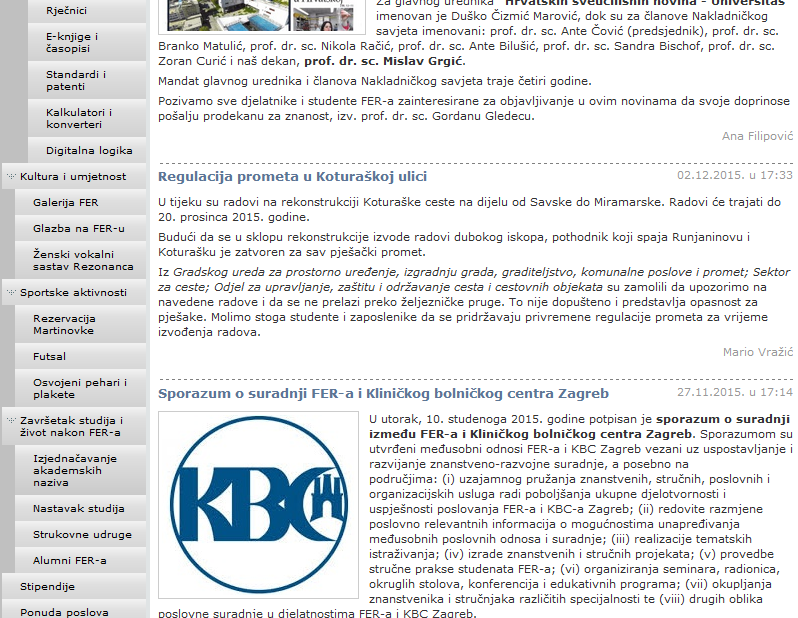 Rječnici
E-knjige i
časopisi
Standardi i
patenti
Kalkulatori i
konverteri
Digitalna logika
Kultura i umjetnost
Galerija FER
Glazba na FER-u
Ženski vokalni
sastav Rezonanca
Sportske aktivnosti
Rezervacija
Martinovke
Futsal
Osvojeni pehari i
plakete
Završetak studija i
život nakon FER-a
Izjednačavanje
akademskih
naziva
Nastavak studija
Strukovne udruge
Alumni FER-a
Stipendije
Ponuda poslova
Za glavnog urednika "Hrvatskih sveučilišnih novina - Universitas"
imenovan je Duško Čizmić Marović, dok su za članove Nakladničkog
savjeta imenovani: prof. dr. sc. Ante Čović (predsjednik), prof. dr. sc.
Branko Matulić, prof. dr. sc. Nikola Račić, prof. dr. sc. Ante Bilušić, prof. dr. sc. Sandra Bischof, prof. dr. sc.
Zoran Curić i naš dekan, prof. dr. sc. Mislav Grgić.
Mandat glavnog urednika i članova Nakladničkog savjeta traje četiri godine.
Pozivamo sve djelatnike i studente FER-a zainteresirane za objavljivanje u ovim novinama da svoje doprinose
pošalju prodekanu za znanost, izv. prof. dr. sc. Gordanu Gledecu.
Ana Filipović
Regulacija prometa u Koturaškoj ulici 02.12.2015. u 17:33
U tijeku su radovi na rekonstrukciji Koturaške ceste na dijelu od Savske do Miramarske. Radovi će trajati do
20. prosinca 2015. godine.
Budući da se u sklopu rekonstrukcije izvode radovi dubokog iskopa, pothodnik koji spaja Runjaninovu i
Koturašku je zatvoren za sav pješački promet.
Iz Gradskog ureda za prostorno uređenje, izgradnju grada, graditeljstvo, komunalne poslove i promet; Sektor
za ceste; Odjel za upravljanje, zaštitu i održavanje cesta i cestovnih objekata su zamolili da upozorimo na
navedene radove i da se ne prelazi preko željezničke pruge. To nije dopušteno i predstavlja opasnost za
pješake. Molimo stoga studente i zaposlenike da se pridržavaju privremene regulacije prometa za vrijeme
izvođenja radova.
Mario Vražić
Sporazum o suradnji FER-a i Kliničkog bolničkog centra Zagreb 27.11.2015. u 17:14
KBC
U utorak, 10. studenoga 2015. godine potpisan je sporazum o suradnji
između FER-a i Kliničkog bolničkog centra Zagreb. Sporazumom su
utvrđeni međusobni odnosi FER-a i KBC Zagreb vezani uz uspostavljanje i
razvijanje znanstveno-razvojne suradnje, a posebno na
područjima: (i) uzajamnog pružanja znanstvenih, stručnih, poslovnih i
organizacijskih usluga radi poboljšanja ukupne djelotvornosti i
uspješnosti poslovanja FER-a i KBC-a Zagreb; (ii) redovite razmjene
poslovno relevantnih informacija o mogućnostima unapređivanja
međusobnih poslovnih odnosa i suradnje; (iii) realizacije tematskih
istraživanja; (iv) izrade znanstvenih i stručnih projekata; (v) provedbe
stručne prakse studenata FER-a; (vi) organiziranja seminara, radionica,
okruglih stolova, konferencija i edukativnih programa; (vii) okupljanja
znanstvenika i stručnjaka različitih specijalnosti te (viii) drugih oblika
poslovne suradnje u djelatnostima FER-a i KBC Zagreb.